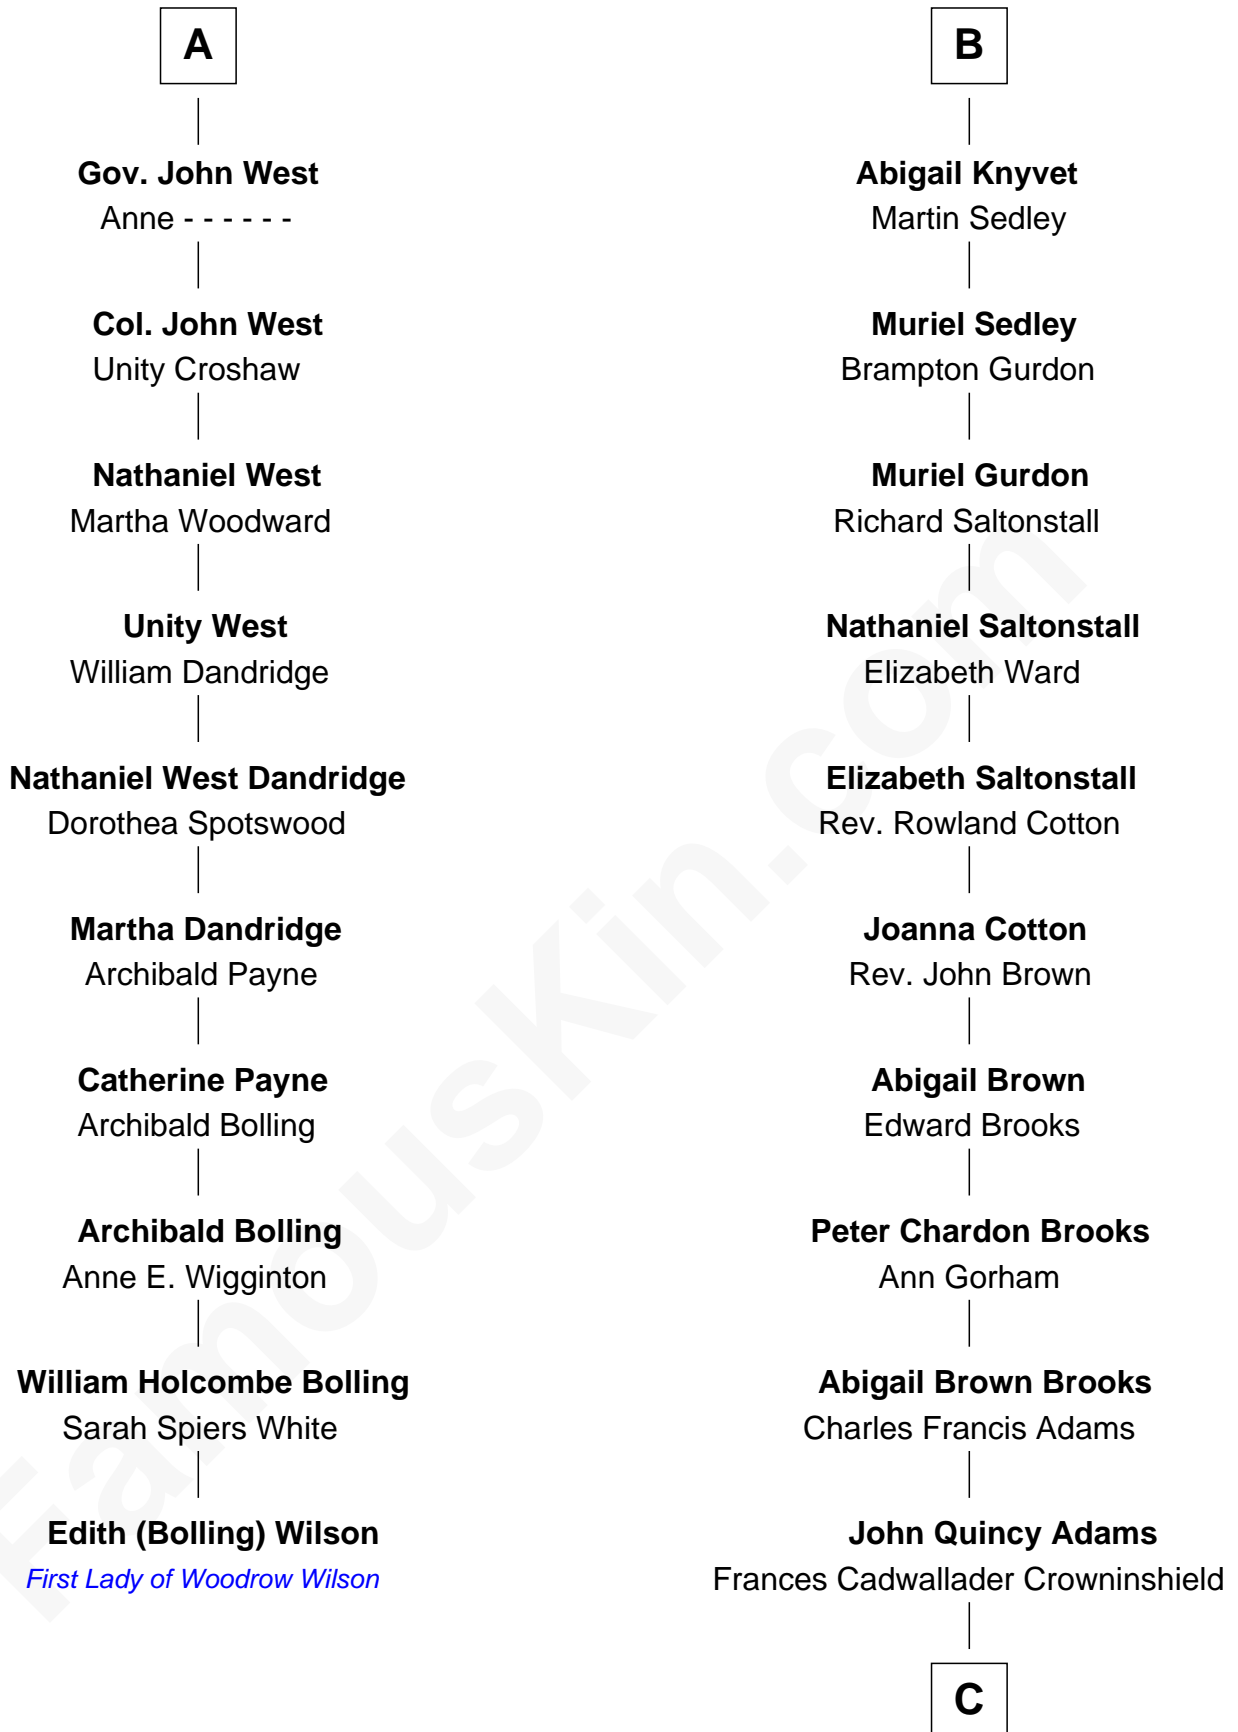 A
Gov. John West
Anne - - - - - -
Col. John West
Unity Croshaw
Nathaniel West
Martha Woodward
Unity West
William Dandridge
Nathaniel West Dandridge
Dorothea Spotswood
Martha Dandridge
Archibald Payne
Catherine Payne
Archibald Bolling
Archibald Bolling
Anne E. Wigginton
William Holcombe Bolling
Sarah Spiers White
Edith (Bolling) Wilson
First Lady of Woodrow Wilson
B
Abigail Knyvet
Martin Sedley
Muriel Sedley
Brampton Gurdon
Muriel Gurdon
Richard Saltonstall
Nathaniel Saltonstall
Elizabeth Ward
Elizabeth Saltonstall
Rev. Rowland Cotton
Joanna Cotton
Rev. John Brown
Abigail Brown
Edward Brooks
Peter Chardon Brooks
Ann Gorham
Abigail Brown Brooks
Charles Francis Adams
John Quincy Adams
Frances Cadwallader Crowninshield
C
FamousKin.com